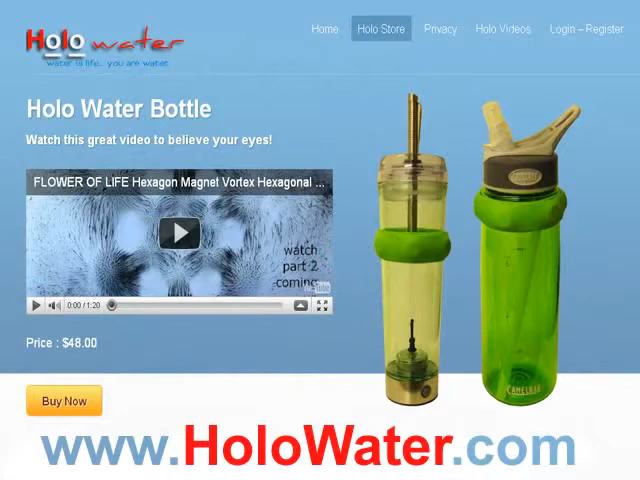 Holo water
water is life... you are water
Home Holo Store Privacy Holo Videos Login – Register
Holo Water Bottle
Watch this great video to believe your eyes!
FLOWER OF LIFE Hexagon Magnet Vortex Hexagonal ...
watch
part 2
coming
YouTube
0:00 / 1:20
Price : $48.00
Buy Now
CAMELBAK
www.HoloWater.com